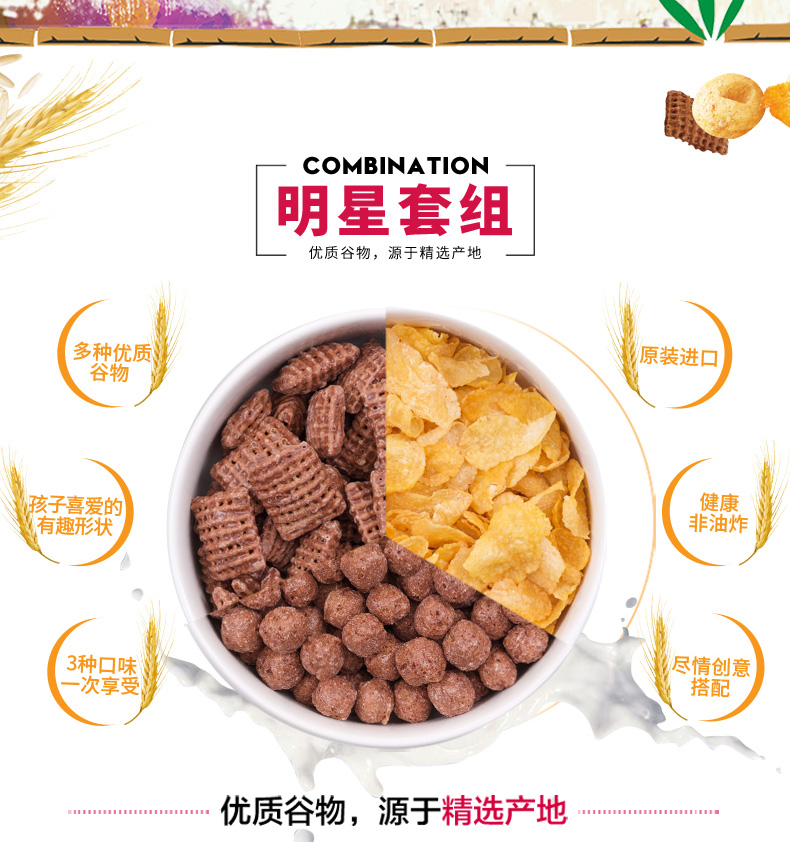 COMBINATION
明星套组
优质谷物，源于精选产地
多种优质
谷物
原装进口
孩子喜爱的
有趣形状
健康
非油炸
3种口味
一次享受
尽情创意
搭配
优质谷物，源于精选产地